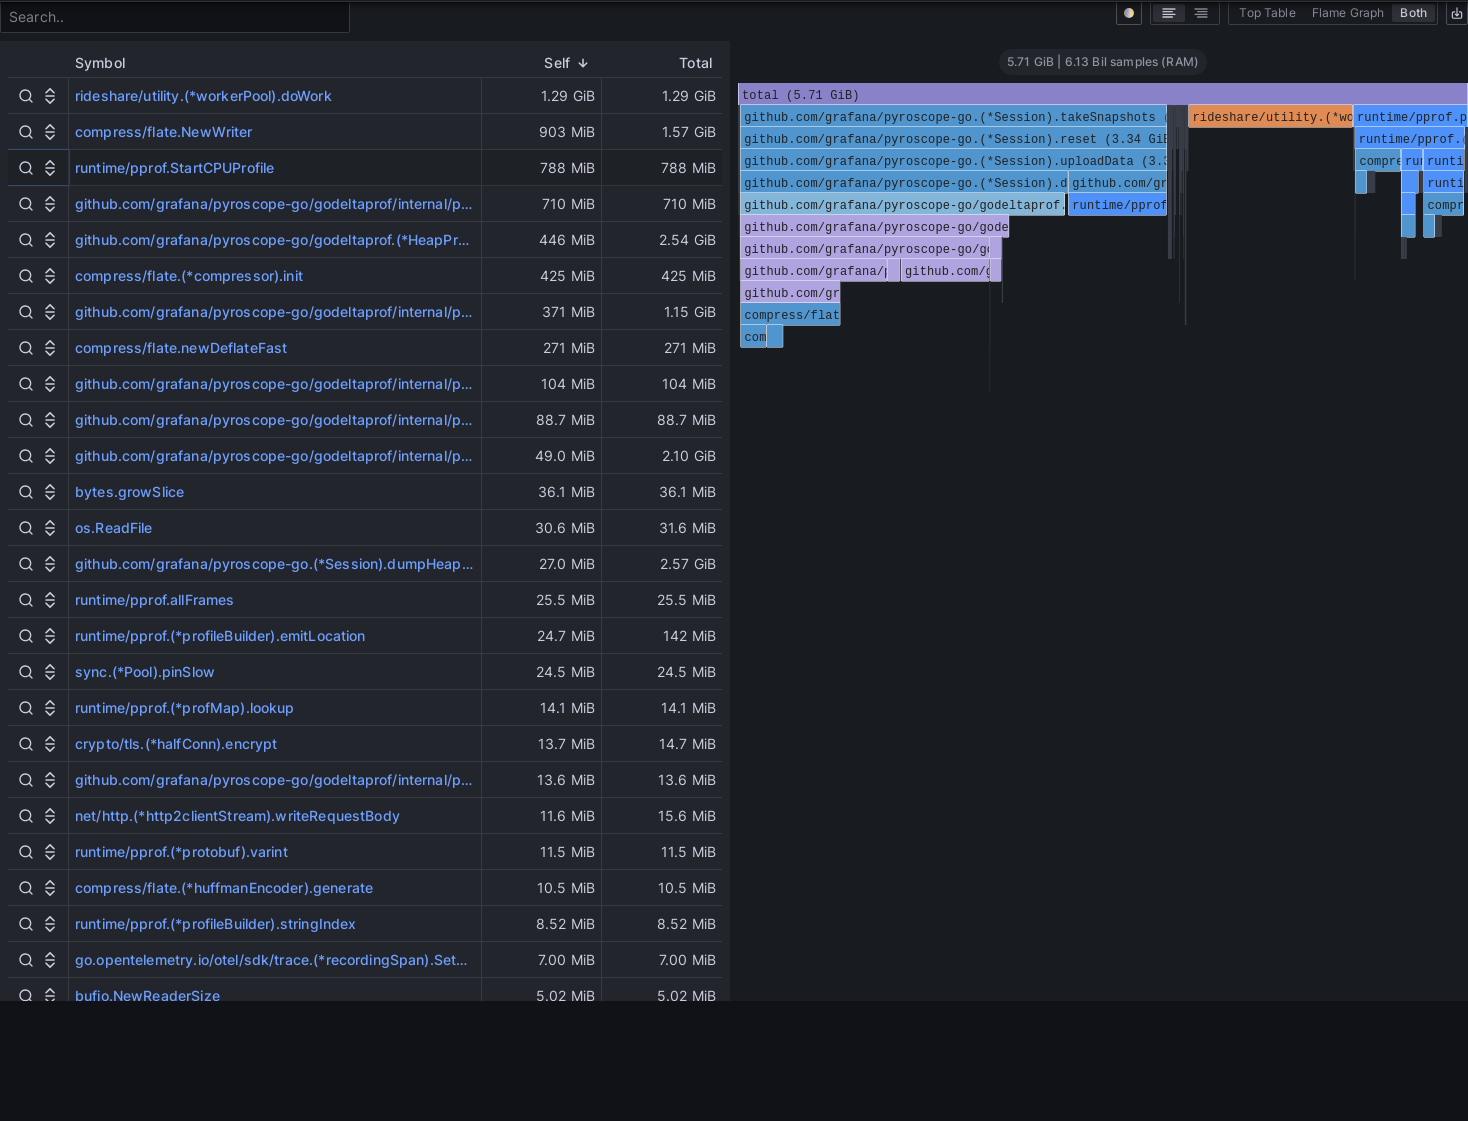 Search..
Top Table Flame Graph Both
Symbol Self Total
rideshare/utility.(*workerPool).doWork 1.29 GiB 1.29 GiB
compress/flate.NewWriter 903 MiB 1.57 GiB
runtime/pprof.StartCPUProfile 788 MiB 788 MiB
github.com/grafana/pyroscope-go/godeltaprof/internal/p... 710 MiB 710 MiB
github.com/grafana/pyroscope-go/godeltaprof.(*HeapPr... 446 MiB 2.54 GiB
compress/flate.(*compressor).init 425 MiB 425 MiB
github.com/grafana/pyroscope-go/godeltaprof/internal/p... 371 MiB 1.15 GiB
compress/flate.newDeflateFast 271 MiB 271 MiB
github.com/grafana/pyroscope-go/godeltaprof/internal/p... 104 MiB 104 MiB
github.com/grafana/pyroscope-go/godeltaprof/internal/p... 88.7 MiB 88.7 MiB
github.com/grafana/pyroscope-go/godeltaprof/internal/p... 49.0 MiB 2.10 GiB
bytes.growSlice 36.1 MiB 36.1 MiB
os.ReadFile 30.6 MiB 31.6 MiB
github.com/grafana/pyroscope-go.(*Session).dumpHeap... 27.0 MiB 2.57 GiB
runtime/pprof.allFrames 25.5 MiB 25.5 MiB
runtime/pprof.(*profileBuilder).emitLocation 24.7 MiB 142 MiB
sync.(*Pool).pinSlow 24.5 MiB 24.5 MiB
runtime/pprof.(*profMap).lookup 14.1 MiB 14.1 MiB
crypto/tls.(*halfConn).encrypt 13.7 MiB 14.7 MiB
github.com/grafana/pyroscope-go/godeltaprof/internal/p... 13.6 MiB 13.6 MiB
net/http.(*http2clientStream).writeRequestBody 11.6 MiB 15.6 MiB
runtime/pprof.(*protobuf).varint 11.5 MiB 11.5 MiB
compress/flate.(*huffmanEncoder).generate 10.5 MiB 10.5 MiB
runtime/pprof.(*profileBuilder).stringIndex 8.52 MiB 8.52 MiB
go.opentelemetry.io/otel/sdk/trace.(*recordingSpan).Set... 7.00 MiB 7.00 MiB
bufio.NewReaderSize 5.02 MiB 5.02 MiB
5.71 GiB | 6.13 Bil samples (RAM)
total (5.71 GiB)
github.com/grafana/pyroscope-go.(*Session).takeSnapshots ( rideshare/utility.(*wo runtime/pprof.p
github.com/grafana/pyroscope-go.(*Session).reset (3.34 GiB runtime/pprof.(
github.com/grafana/pyroscope-go.(*Session).uploadData (3.3 compre run runti
github.com/grafana/pyroscope-go.(*Session).d github.com/gr runti
github.com/grafana/pyroscope-go/godeltaprof. runtime/pprof compr
github.com/grafana/pyroscope-go/gode
github.com/grafana/pyroscope-go/go
github.com/grafana/p github.com/g
github.com/gr
compress/flat
com